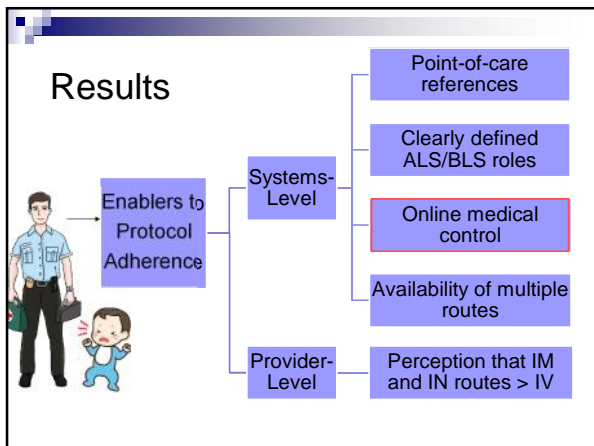 Results
Enablers to
Protocol
Adherence
Systems-
Level
Point-of-care
references
Clearly defined
ALS/BLS roles
Online medical
control
Availability of multiple
routes
Provider-
Level
Perception that IM
and IN routes > IV